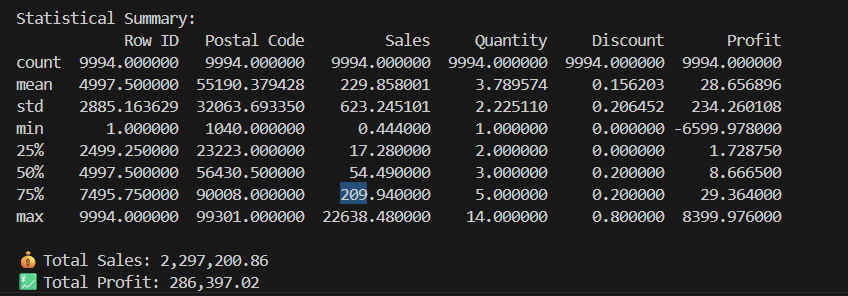 Statistical Summary:
Row ID Postal Code Sales Quantity Discount Profit
count 9994.000000 9994.000000 9994.000000 9994.000000 9994.000000 9994.000000
mean 4997.500000 55190.379428 229.858001 3.789574 0.156203 28.656896
std 2885.163629 32063.693350 623.245101 2.225110 0.206452 234.260108
min 1.000000 1040.000000 0.444000 1.000000 0.000000 -6599.978000
25% 2499.250000 23223.000000 17.280000 2.000000 0.000000 1.728750
50% 4997.500000 56430.500000 54.490000 3.000000 0.200000 8.666500
75% 7495.750000 90008.000000 209.940000 5.000000 0.200000 29.364000
max 9994.000000 99301.000000 22638.480000 14.000000 0.800000 8399.976000
💰 Total Sales: 2,297,200.86
💹 Total Profit: 286,397.02